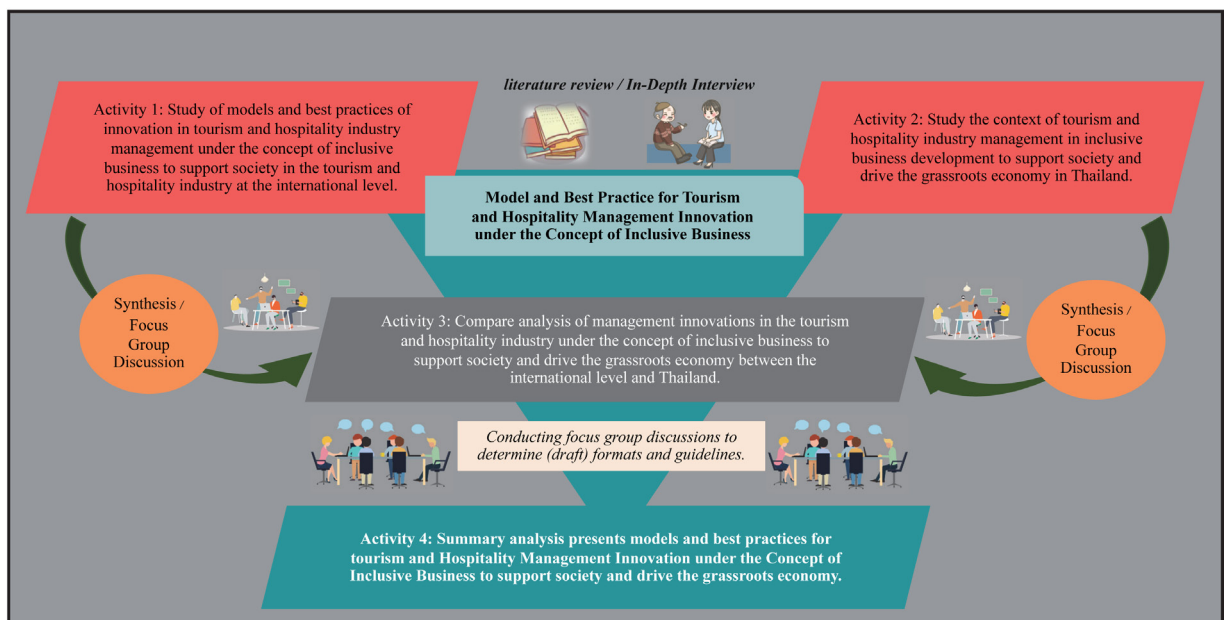 literature review / In-Depth Interview
Activity 1: Study of models and best practices of
innovation in tourism and hospitality industry
management under the concept of inclusive
business to support society in the tourism and
hospitality industry at the international level.
Activity 2: Study the context of tourism and
hospitality industry management in inclusive
business development to support society and
drive the grassroots economy in Thailand.
Model and Best Practice for Tourism
and Hospitality Management Innovation
under the Concept of Inclusive Business
Synthesis /
Focus
Group
Discussion
Activity 3: Compare analysis of management innovations in the tourism
and hospitality industry under the concept of inclusive business to
support society and drive the grassroots economy between the
international level and Thailand.
Synthesis /
Focus
Group
Discussion
Conducting focus group discussions to
determine (draft) formats and guidelines.
Activity 4: Summary analysis presents models and best practices for
tourism and Hospitality Management Innovation under the Concept of
Inclusive Business to support society and drive the grassroots economy.